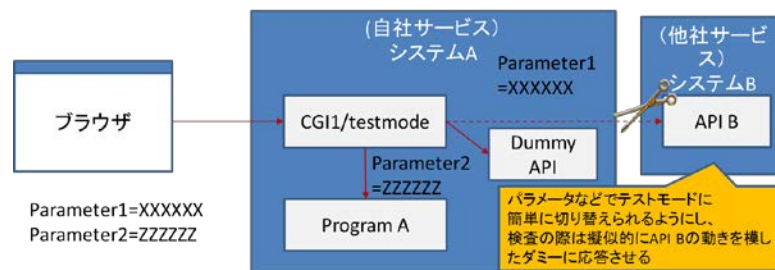 (自社サービス)
システムA
(他社サービ
ス)
システムB
Parameter1
=XXXXXX
ブラウザ
CGI1/testmode
API B
Dummy
API
Parameter2
=ZZZZZZ
Program A
Parameter1=XXXXXX
Parameter2=ZZZZZZ
パラメータなどでテストモードに
簡単に切り替えられるようにし、
検査の際は擬似的にAPI Bの動きを模し
たダミーに応答させる